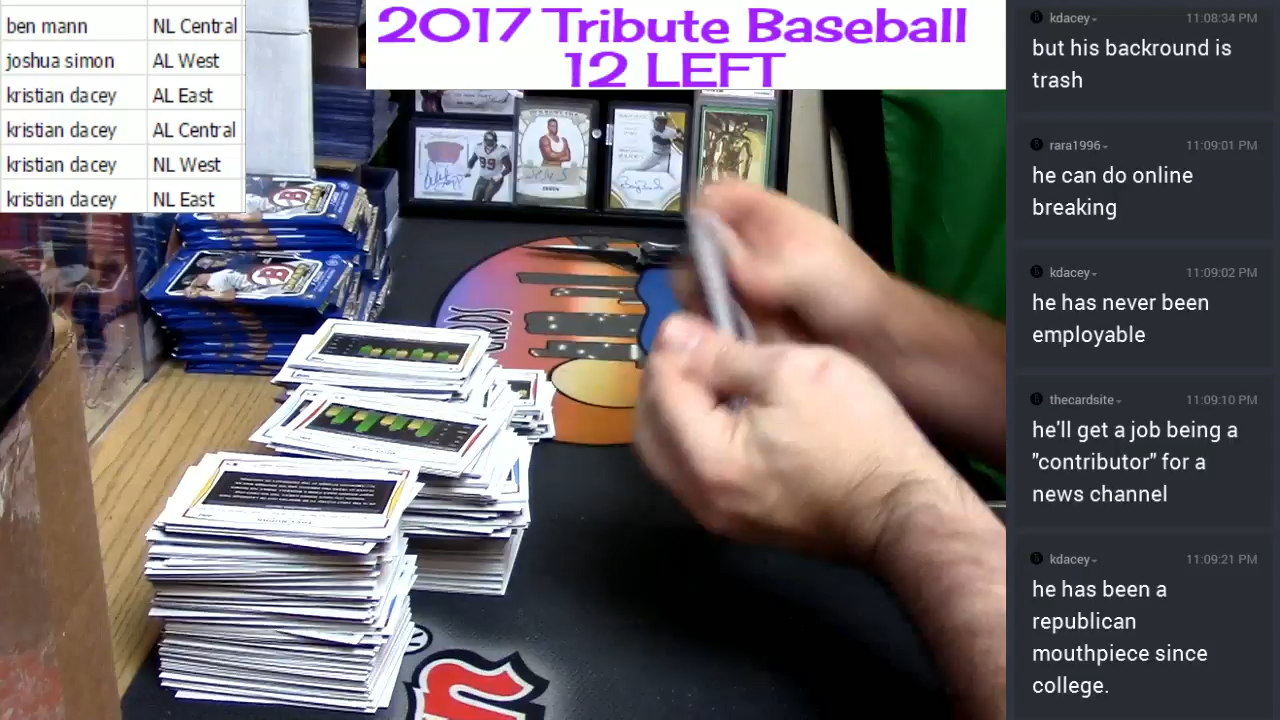 ben mann NL Central
joshua simon AL West
kristian dacey AL East
kristian dacey AL Central
kristian dacey NL West
kristian dacey NL East
2017 Tribute Baseball
12 LEFT
kdacey 11:08:34 PM
but his backround is
trash
rara1996 11:09:01 PM
he can do online
breaking
kdacey 11:09:02 PM
he has never been
employable
thecardsite 11:09:10 PM
he'll get a job being a
"contributor" for a
news channel
kdacey 11:09:21 PM
he has been a
republican
mouthpiece since
college.
B
B
99